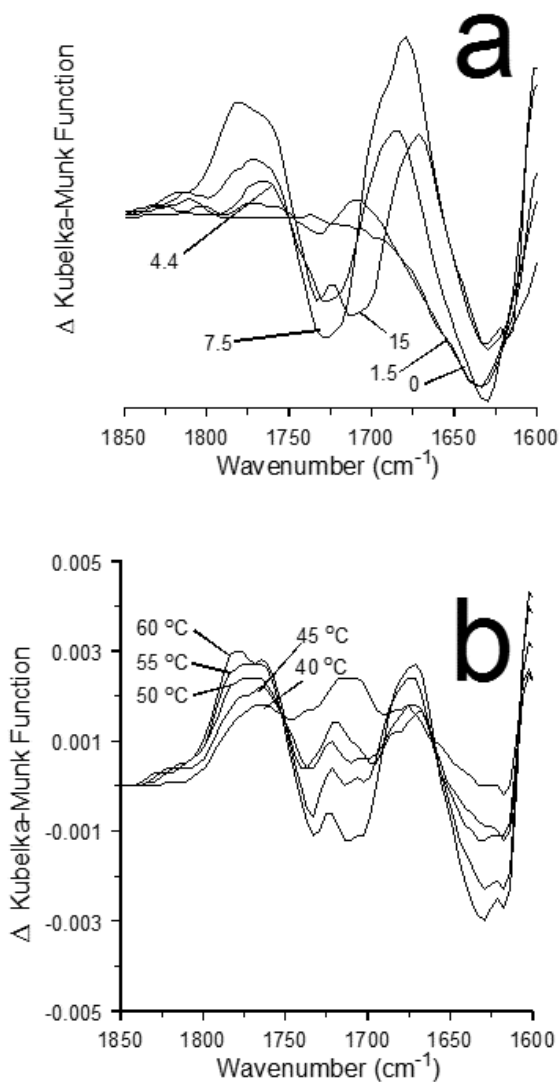 a
Δ Kubelka-Munk Function
4.4
7.5
15
1.5
0
1850 1800 1750 1700 1650 1600
Wavenumber (cm-1)
b
0.005
0.003
0.001
-0.001
-0.003
-0.005
Δ Kubelka-Munk Function
60 ºC
55 ºC
50 ºC
45 ºC
40 ºC
1850 1800 1750 1700 1650 1600
Wavenumber (cm-1)